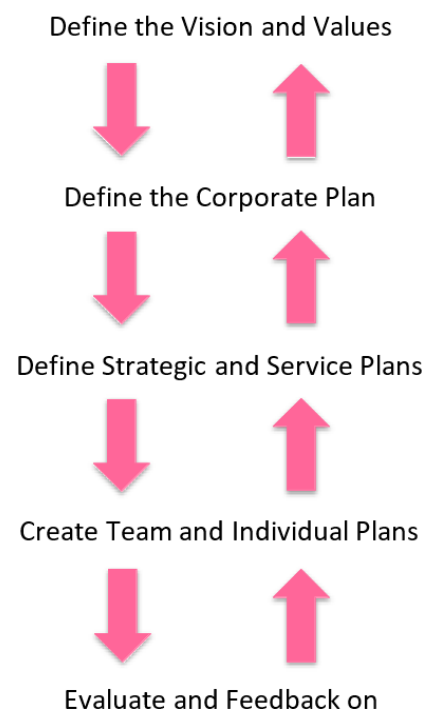 Define the Vision and Values
Define the Corporate Plan
Define Strategic and Service Plans
Create Team and Individual Plans
Evaluate and Feedback on